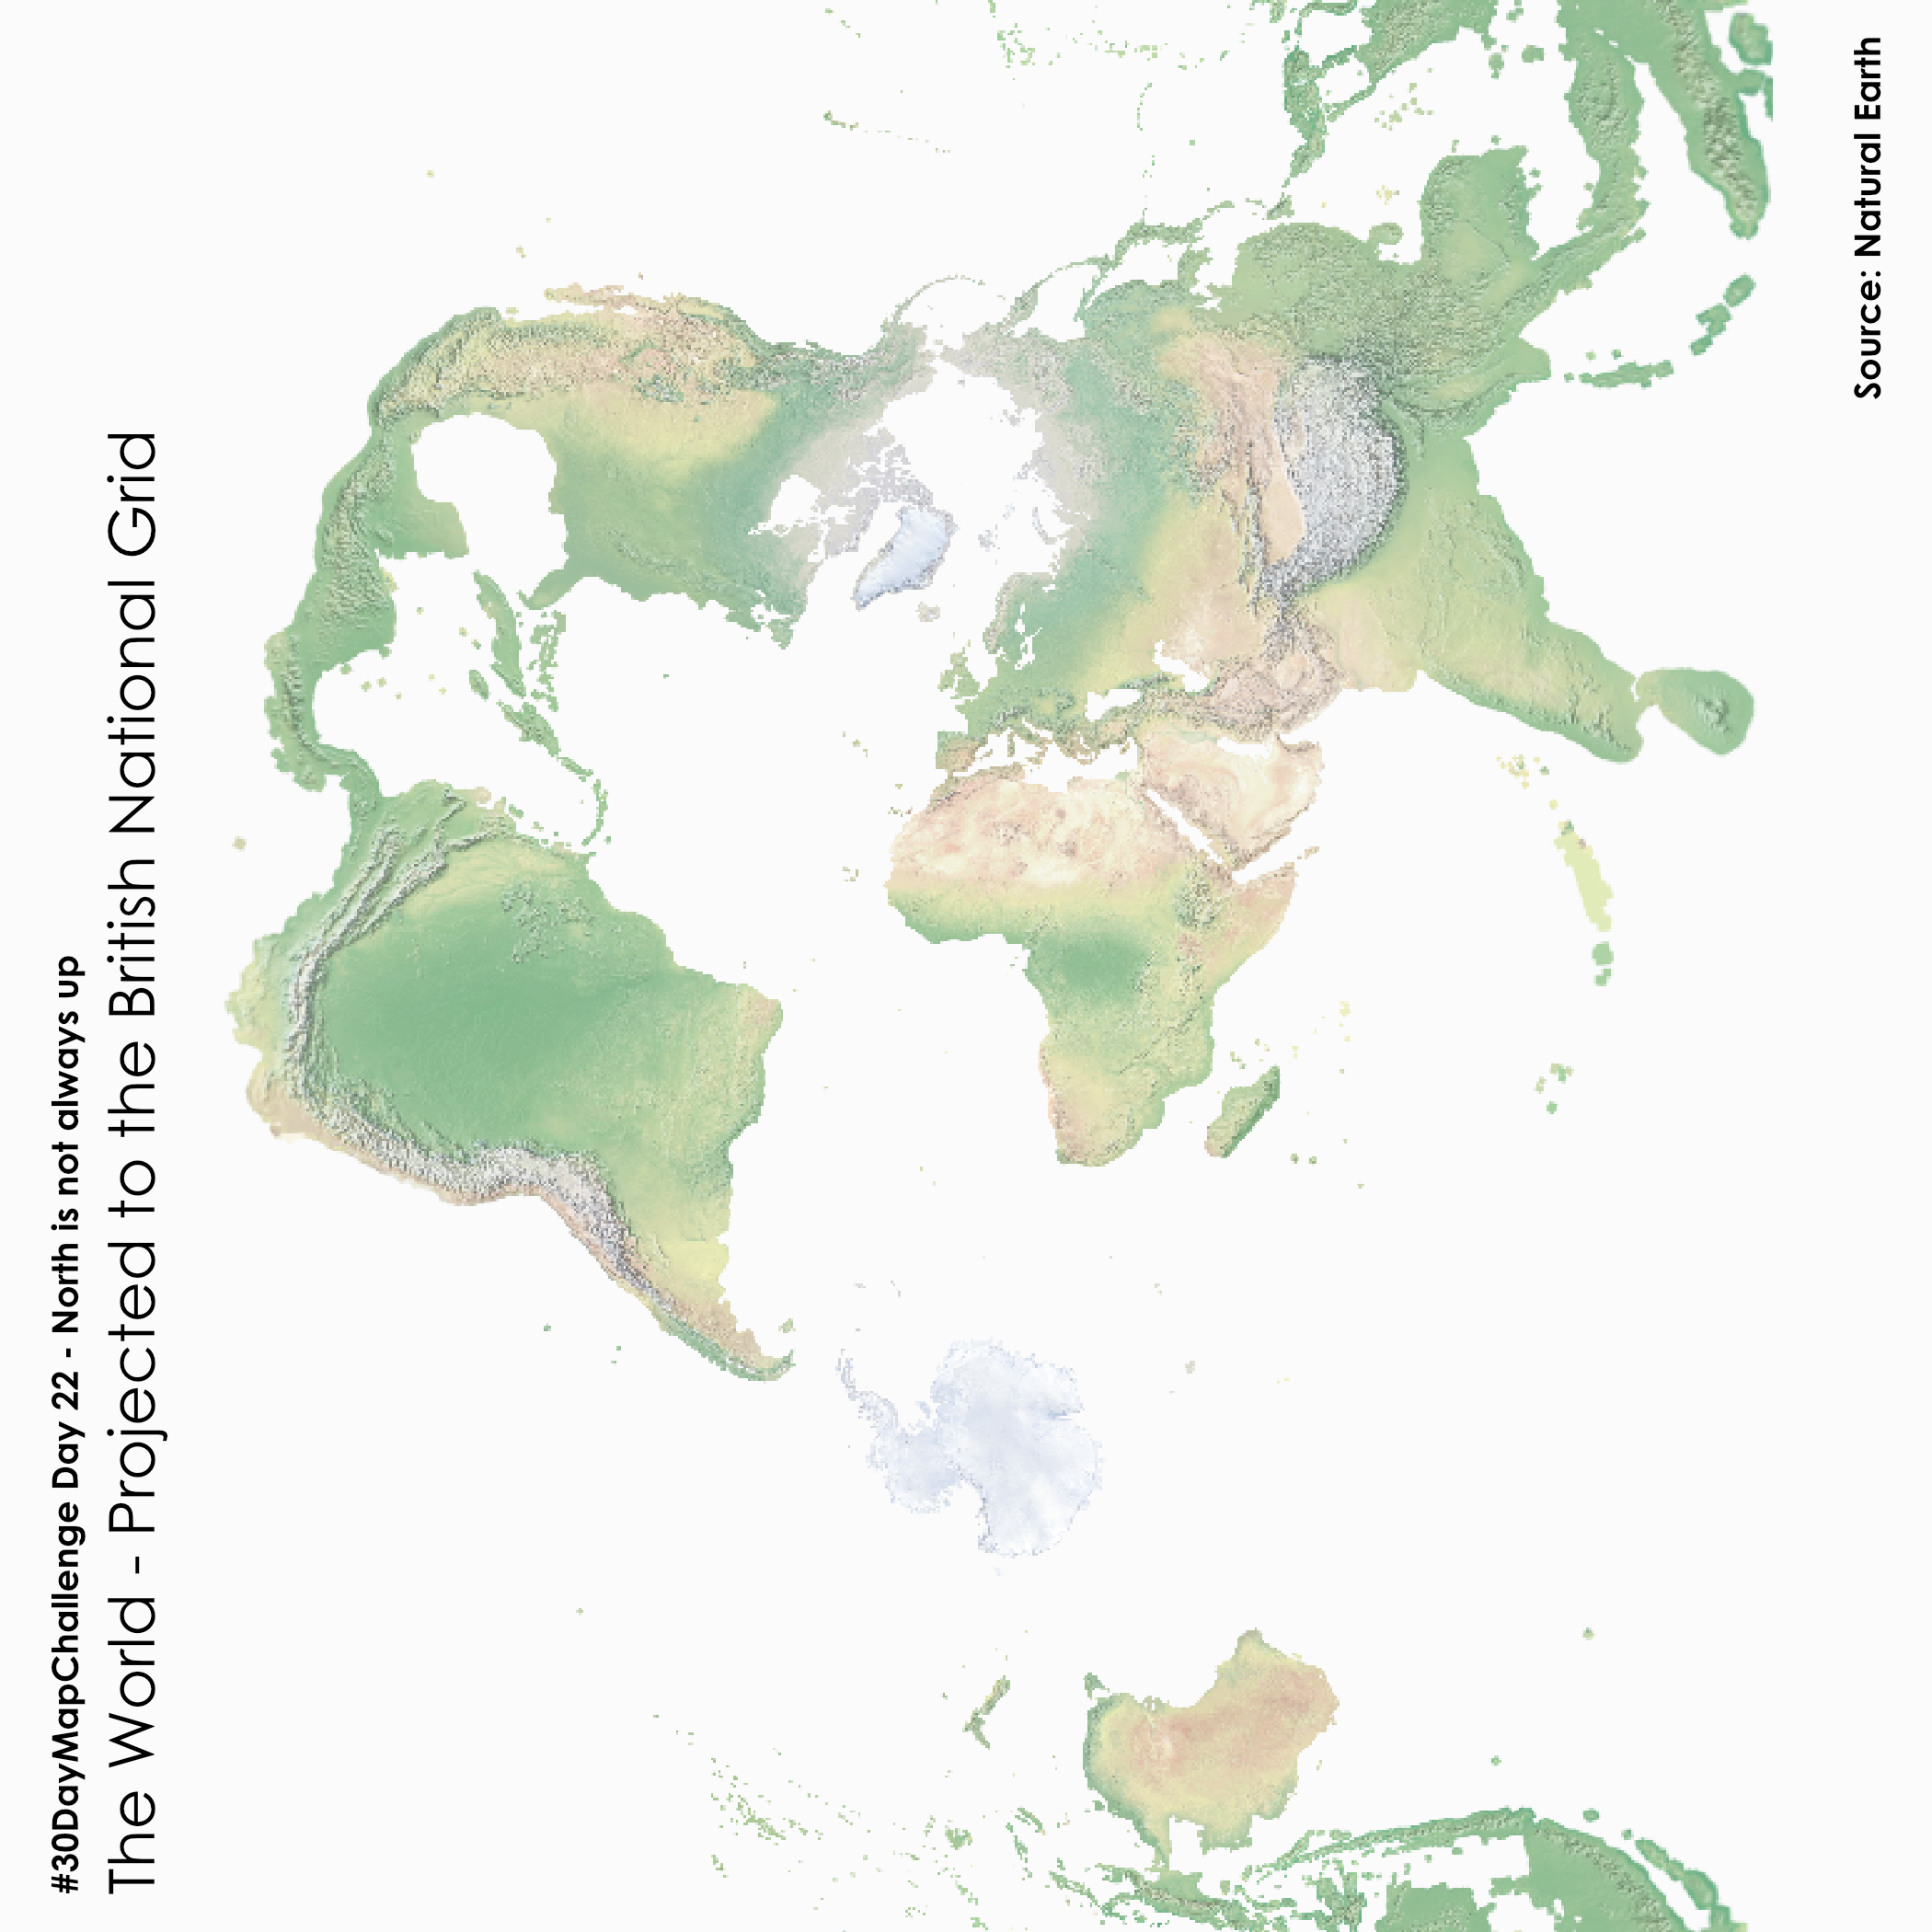 #30DayMapChallenge Day 22 - North is not always up
The World - Projected to the British National Grid
Source: Natural Earth